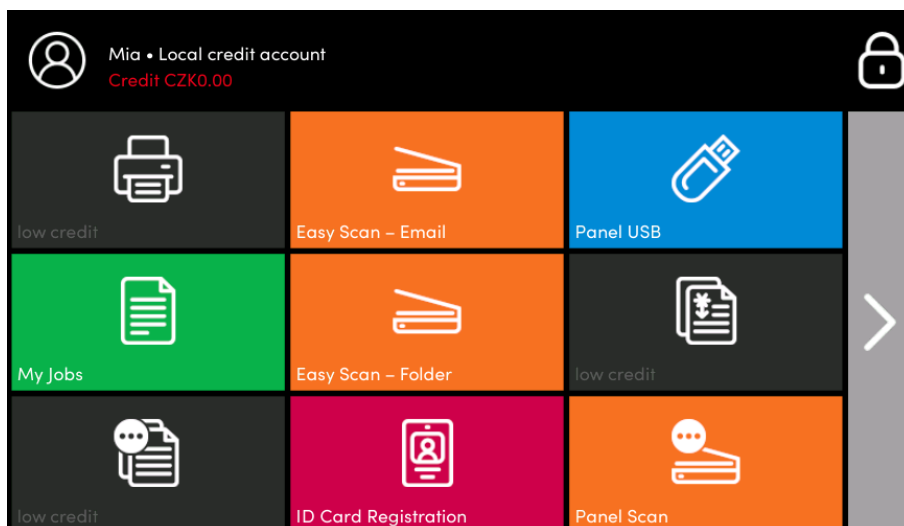 Mia • Local credit account
Credit CZK0.00
low credit
Easy Scan – Email
Panel USB
My Jobs
Easy Scan – Folder
low credit
low credit
ID Card Registration
Panel Scan